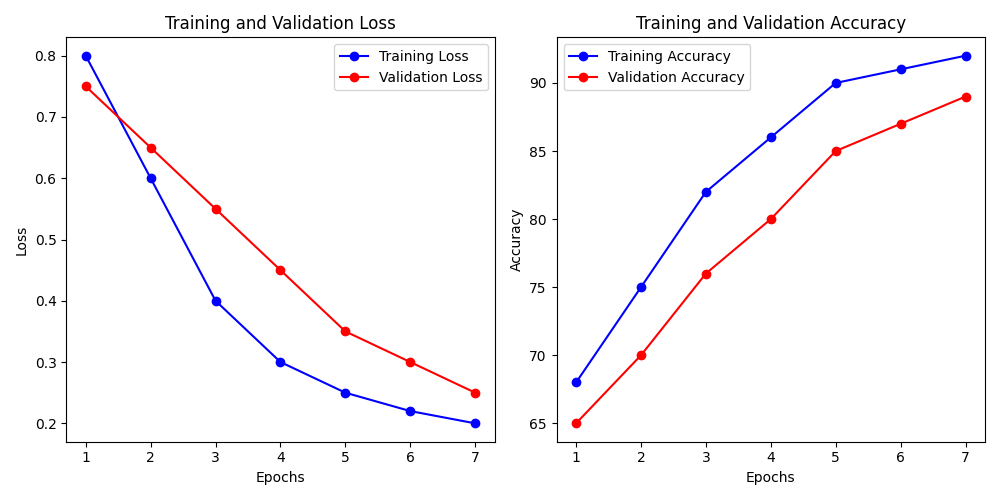 Training and Validation Loss
Training Loss
Validation Loss
0.8
0.7
0.6
0.5
0.4
0.3
0.2
Loss
1 2 3 4 5 6 7
Epochs
Training and Validation Accuracy
Training Accuracy
Validation Accuracy
90
85
80
75
70
65
Accuracy
1 2 3 4 5 6 7
Epochs